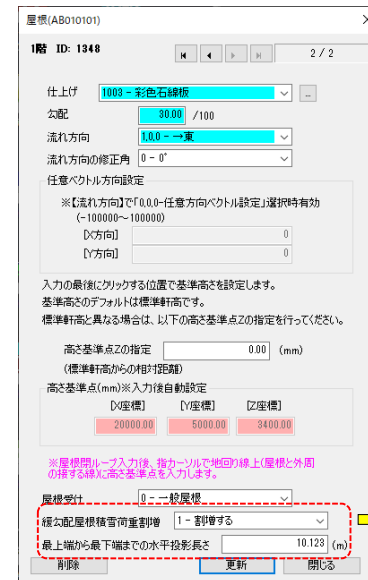 屋根(AB010101)
1階 ID: 1348
2 / 2
仕上げ 1003 - 彩色石綿板
勾配 30.00 /100
流れ方向 1,0,0 - →東
流れ方向の修正角 0 - 0°
任意ベクトル方向設定
※【流れ方向】で「0,0,0-任意方向ベクトル設定」選択時有効
(-100000～100000)
[X方向] 0
[Y方向] 0
入力の最後にクリックする位置で基準高さを設定します。
基準高さのデフォルトは標準軒高です。
標準軒高と異なる場合は、以下の高さ基準点Zの指定を行ってください。
高さ基準点Zの指定 0.00 (mm)
(標準軒高からの相対距離)
高さ基準点(mm)※入力後自動設定
[X座標] [Y座標] [Z座標]
20000.00 5000.00 3400.00
※屋根閉ループ入力後、指カーソルで地回り線上(屋根と外周
の接する線)に高さ基準点を入力します。
屋根受付 0 - 一般屋根
緩勾配屋根積雪荷重割増 1 - 割増する
最上端から最下端までの水平投影長さ 10.123 (m)
削除 更新 閉じる